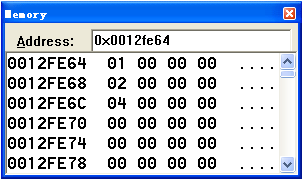 Memory
Address: 0x0012fe64
0012FE64 01 00 00 00 ....
0012FE68 02 00 00 00 ....
0012FE6C 04 00 00 00 ....
0012FE70 00 00 00 00 ....
0012FE74 00 00 00 00 ....
0012FE78 00 00 00 00 ....